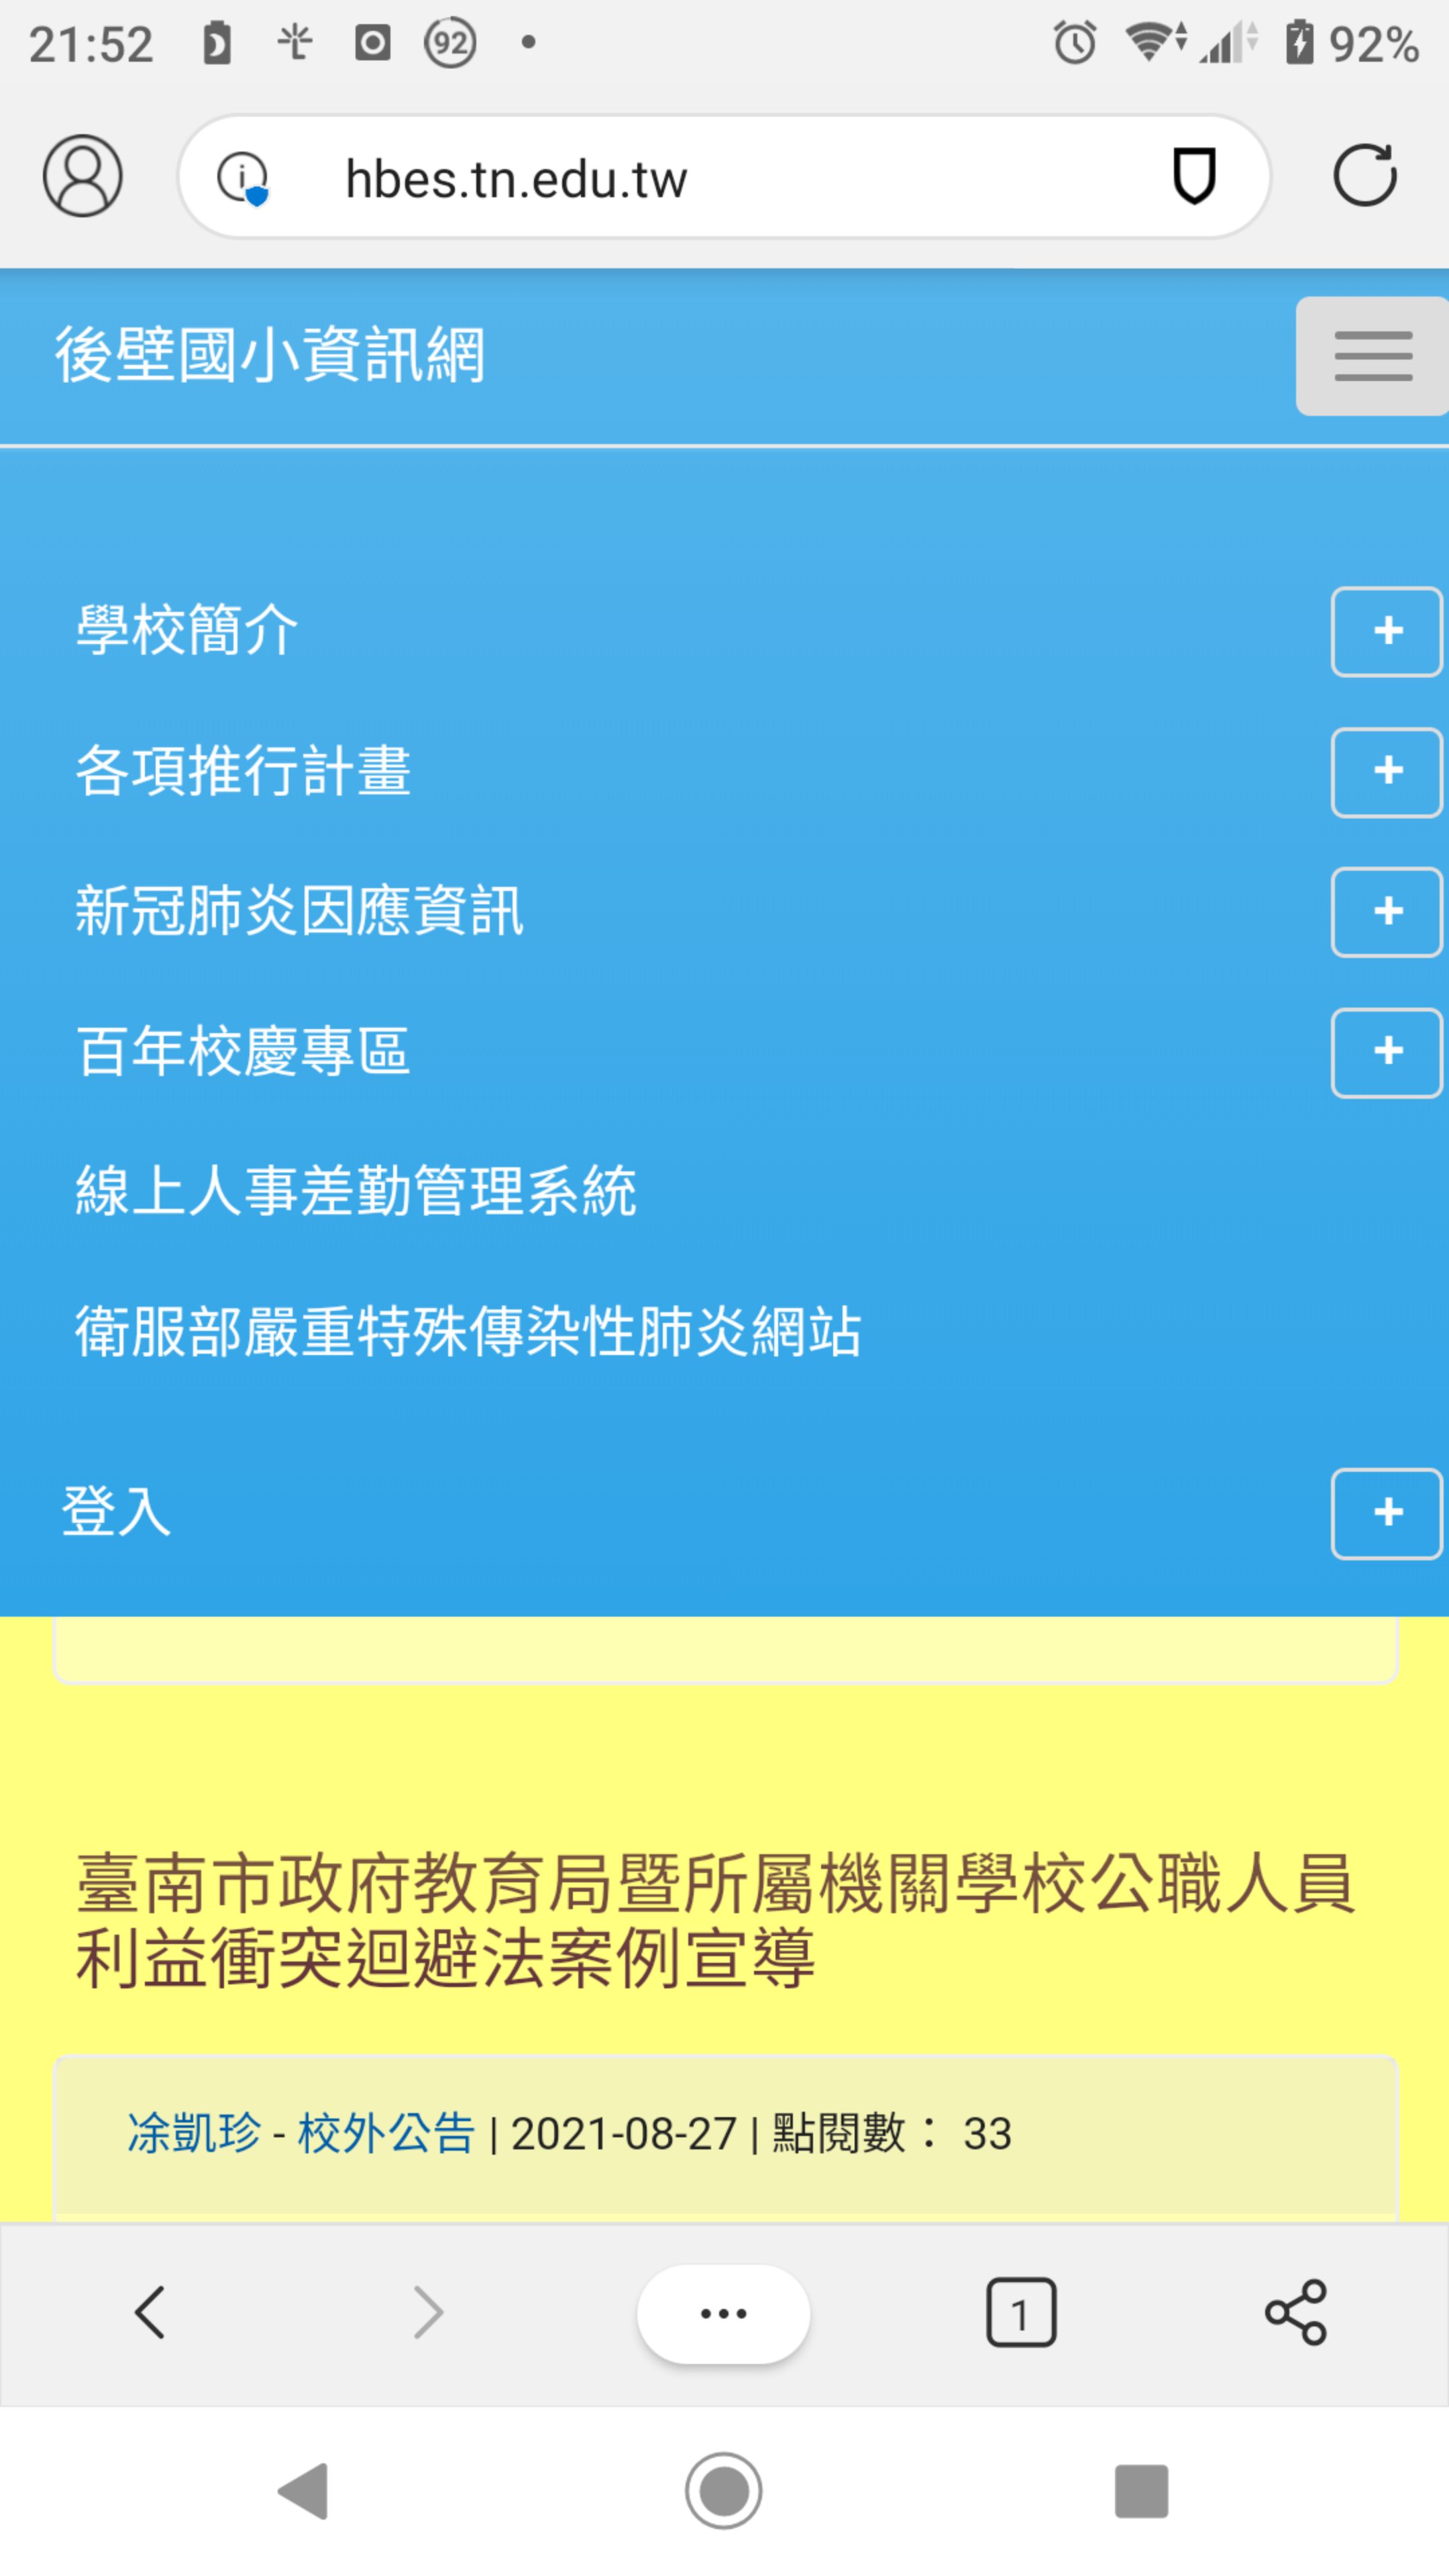 21:52 92 92%
hbes.tn.edu.tw
後壁國小資訊網
學校簡介 +
各項推行計畫 +
新冠肺炎因應資訊 +
百年校慶專區 +
線上人事差勤管理系統
衛服部嚴重特殊傳染性肺炎網站
登入 +
臺南市政府教育局暨所屬機關學校公職人員
利益衝突迴避法案例宣導
凃凱珍 - 校外公告 | 2021-08-27 | 點閱數： 33
1